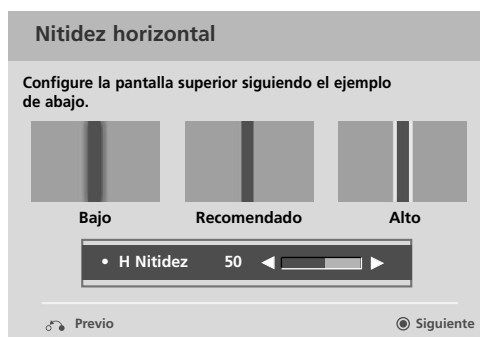 Nitidez horizontal
Configure la pantalla superior siguiendo el ejemplo
de abajo.
Bajo Recomendado Alto
• H Nitidez 50
Previo Siguiente